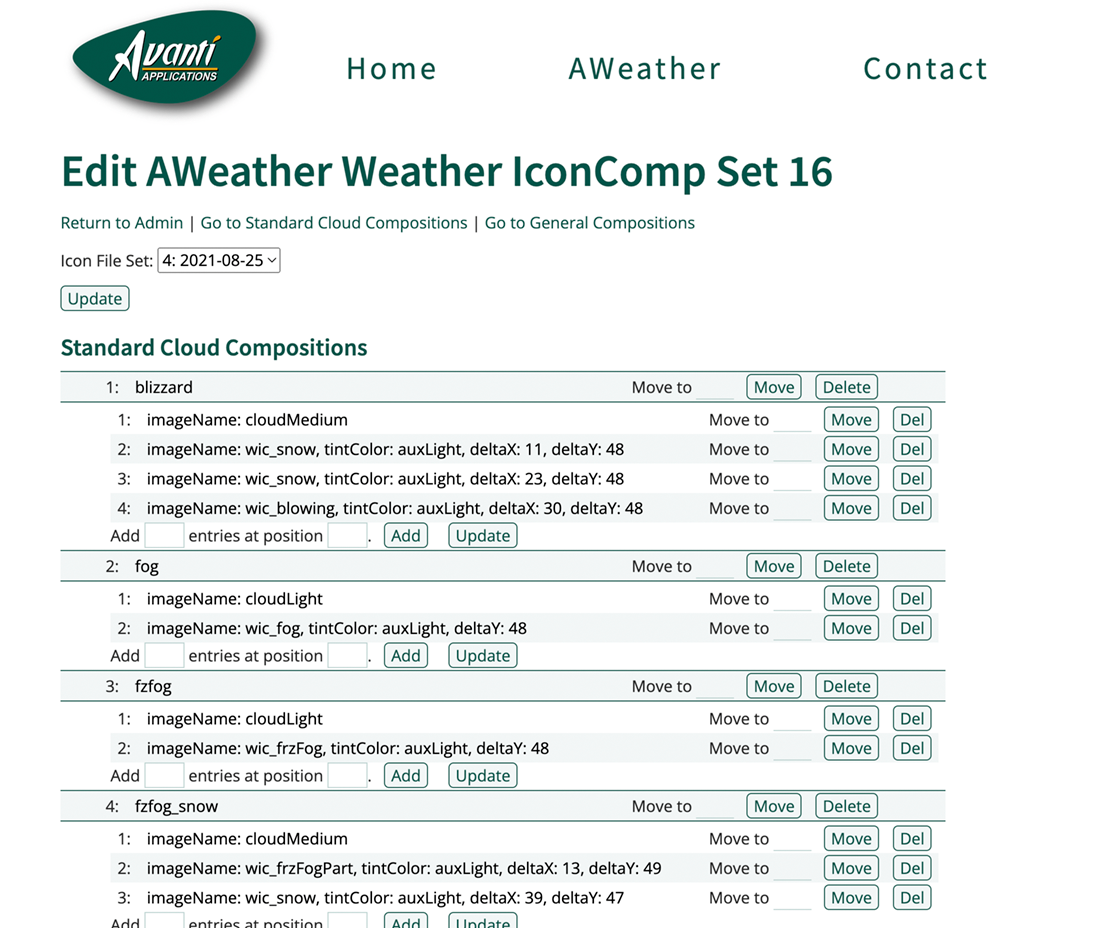 Avanti
APPLICATIONS
Home AWeather Contact
Edit AWeather Weather IconComp Set 16
Return to Admin | Go to Standard Cloud Compositions | Go to General Compositions
Icon File Set: 4: 2021-08-25
Update
Standard Cloud Compositions
1: blizzard Move to Move Delete
1: imageName: cloudMedium Move to Move Del
2: imageName: wic_snow, tintColor: auxLight, deltaX: 11, deltaY: 48 Move to Move Del
3: imageName: wic_snow, tintColor: auxLight, deltaX: 23, deltaY: 48 Move to Move Del
4: imageName: wic_blowing, tintColor: auxLight, deltaX: 30, deltaY: 48 Move to Move Del
Add entries at position . Add Update
2: fog Move to Move Delete
1: imageName: cloudLight Move to Move Del
2: imageName: wic_fog, tintColor: auxLight, deltaY: 48 Move to Move Del
Add entries at position . Add Update
3: fzfog Move to Move Delete
1: imageName: cloudLight Move to Move Del
2: imageName: wic_frzFog, tintColor: auxLight, deltaY: 48 Move to Move Del
Add entries at position . Add Update
4: fzfog_snow Move to Move Delete
1: imageName: cloudMedium Move to Move Del
2: imageName: wic_frzFogPart, tintColor: auxLight, deltaX: 13, deltaY: 49 Move to Move Del
3: imageName: wic_snow, tintColor: auxLight, deltaX: 39, deltaY: 47 Move to Move Del
Add entries at position . Add Update